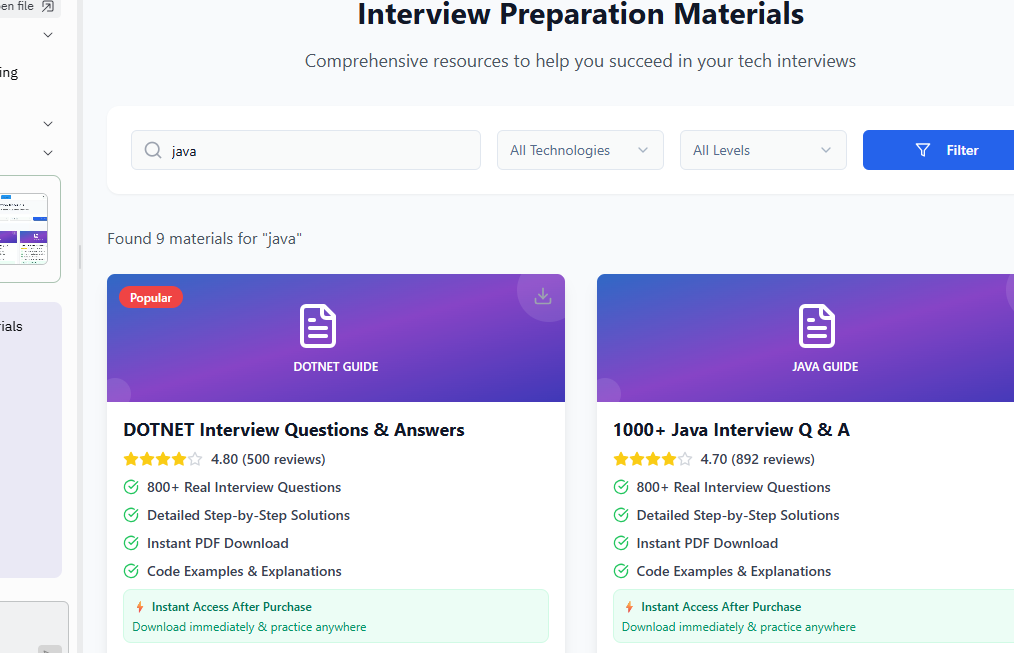 en file
Interview Preparation Materials
Comprehensive resources to help you succeed in your tech interviews
ing
java
All Technologies
All Levels
Filter
Found 9 materials for "java"
Popular
DOTNET GUIDE
JAVA GUIDE
ials
DOTNET Interview Questions & Answers
4.80 (500 reviews)
800+ Real Interview Questions
Detailed Step-by-Step Solutions
Instant PDF Download
Code Examples & Explanations
Instant Access After Purchase
Download immediately & practice anywhere
1000+ Java Interview Q & A
4.70 (892 reviews)
800+ Real Interview Questions
Detailed Step-by-Step Solutions
Instant PDF Download
Code Examples & Explanations
Instant Access After Purchase
Download immediately & practice anywhere